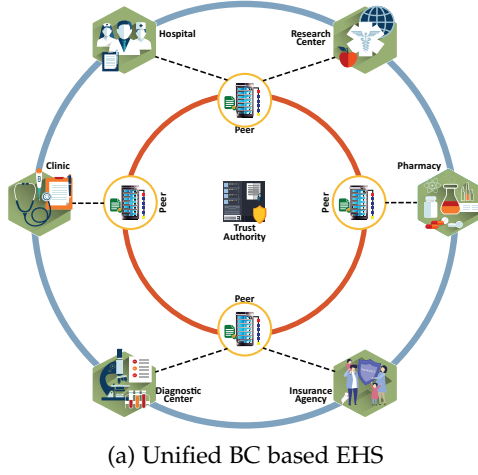 Hospital
Research
Center
Peer
Clinic
Pharmacy
Peer
Peer
Trust
Authority
Peer
Diagnostic
Center
Insurance
Agency
(a) Unified BC based EHS